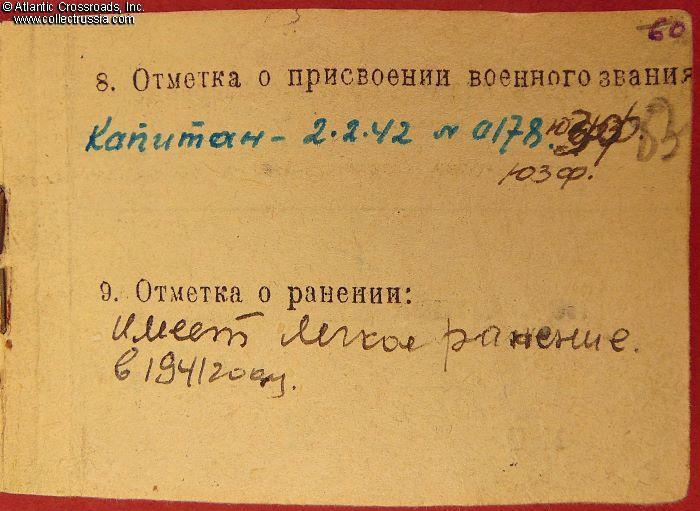 © Atlantic Crossroads, Inc.
www.collectrussia.com
60
8. Отметка о присвоении военного звания
Капитан - 2.2.42 № 0178.
83
ЮЗФ.
9. Отметка о ранении:
Имеет легкое ранение.
в 1941 году.